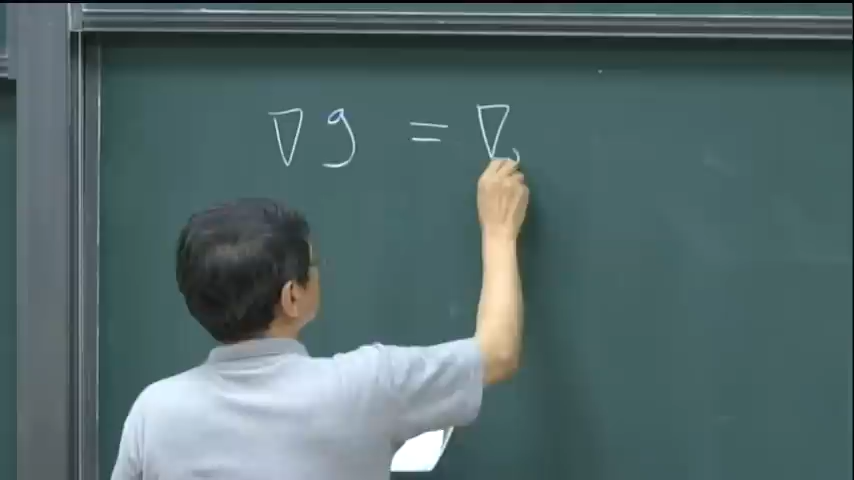 ∇ g = ∇